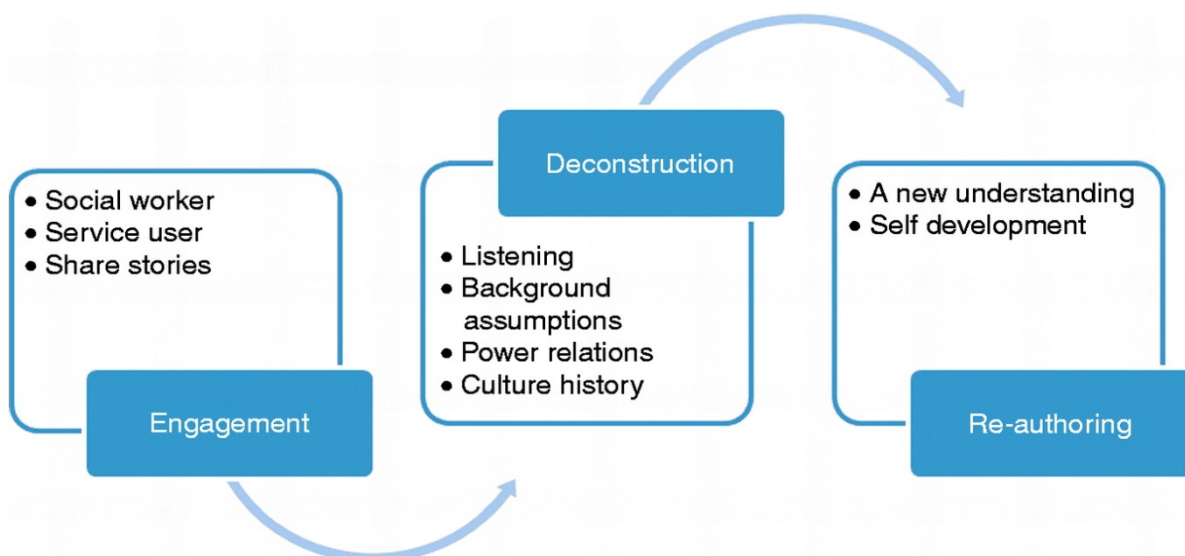 • Social worker
• Service user
• Share stories
Engagement
Deconstruction
• Listening
• Background
assumptions
• Power relations
• Culture history
• A new understanding
• Self development
Re-authoring